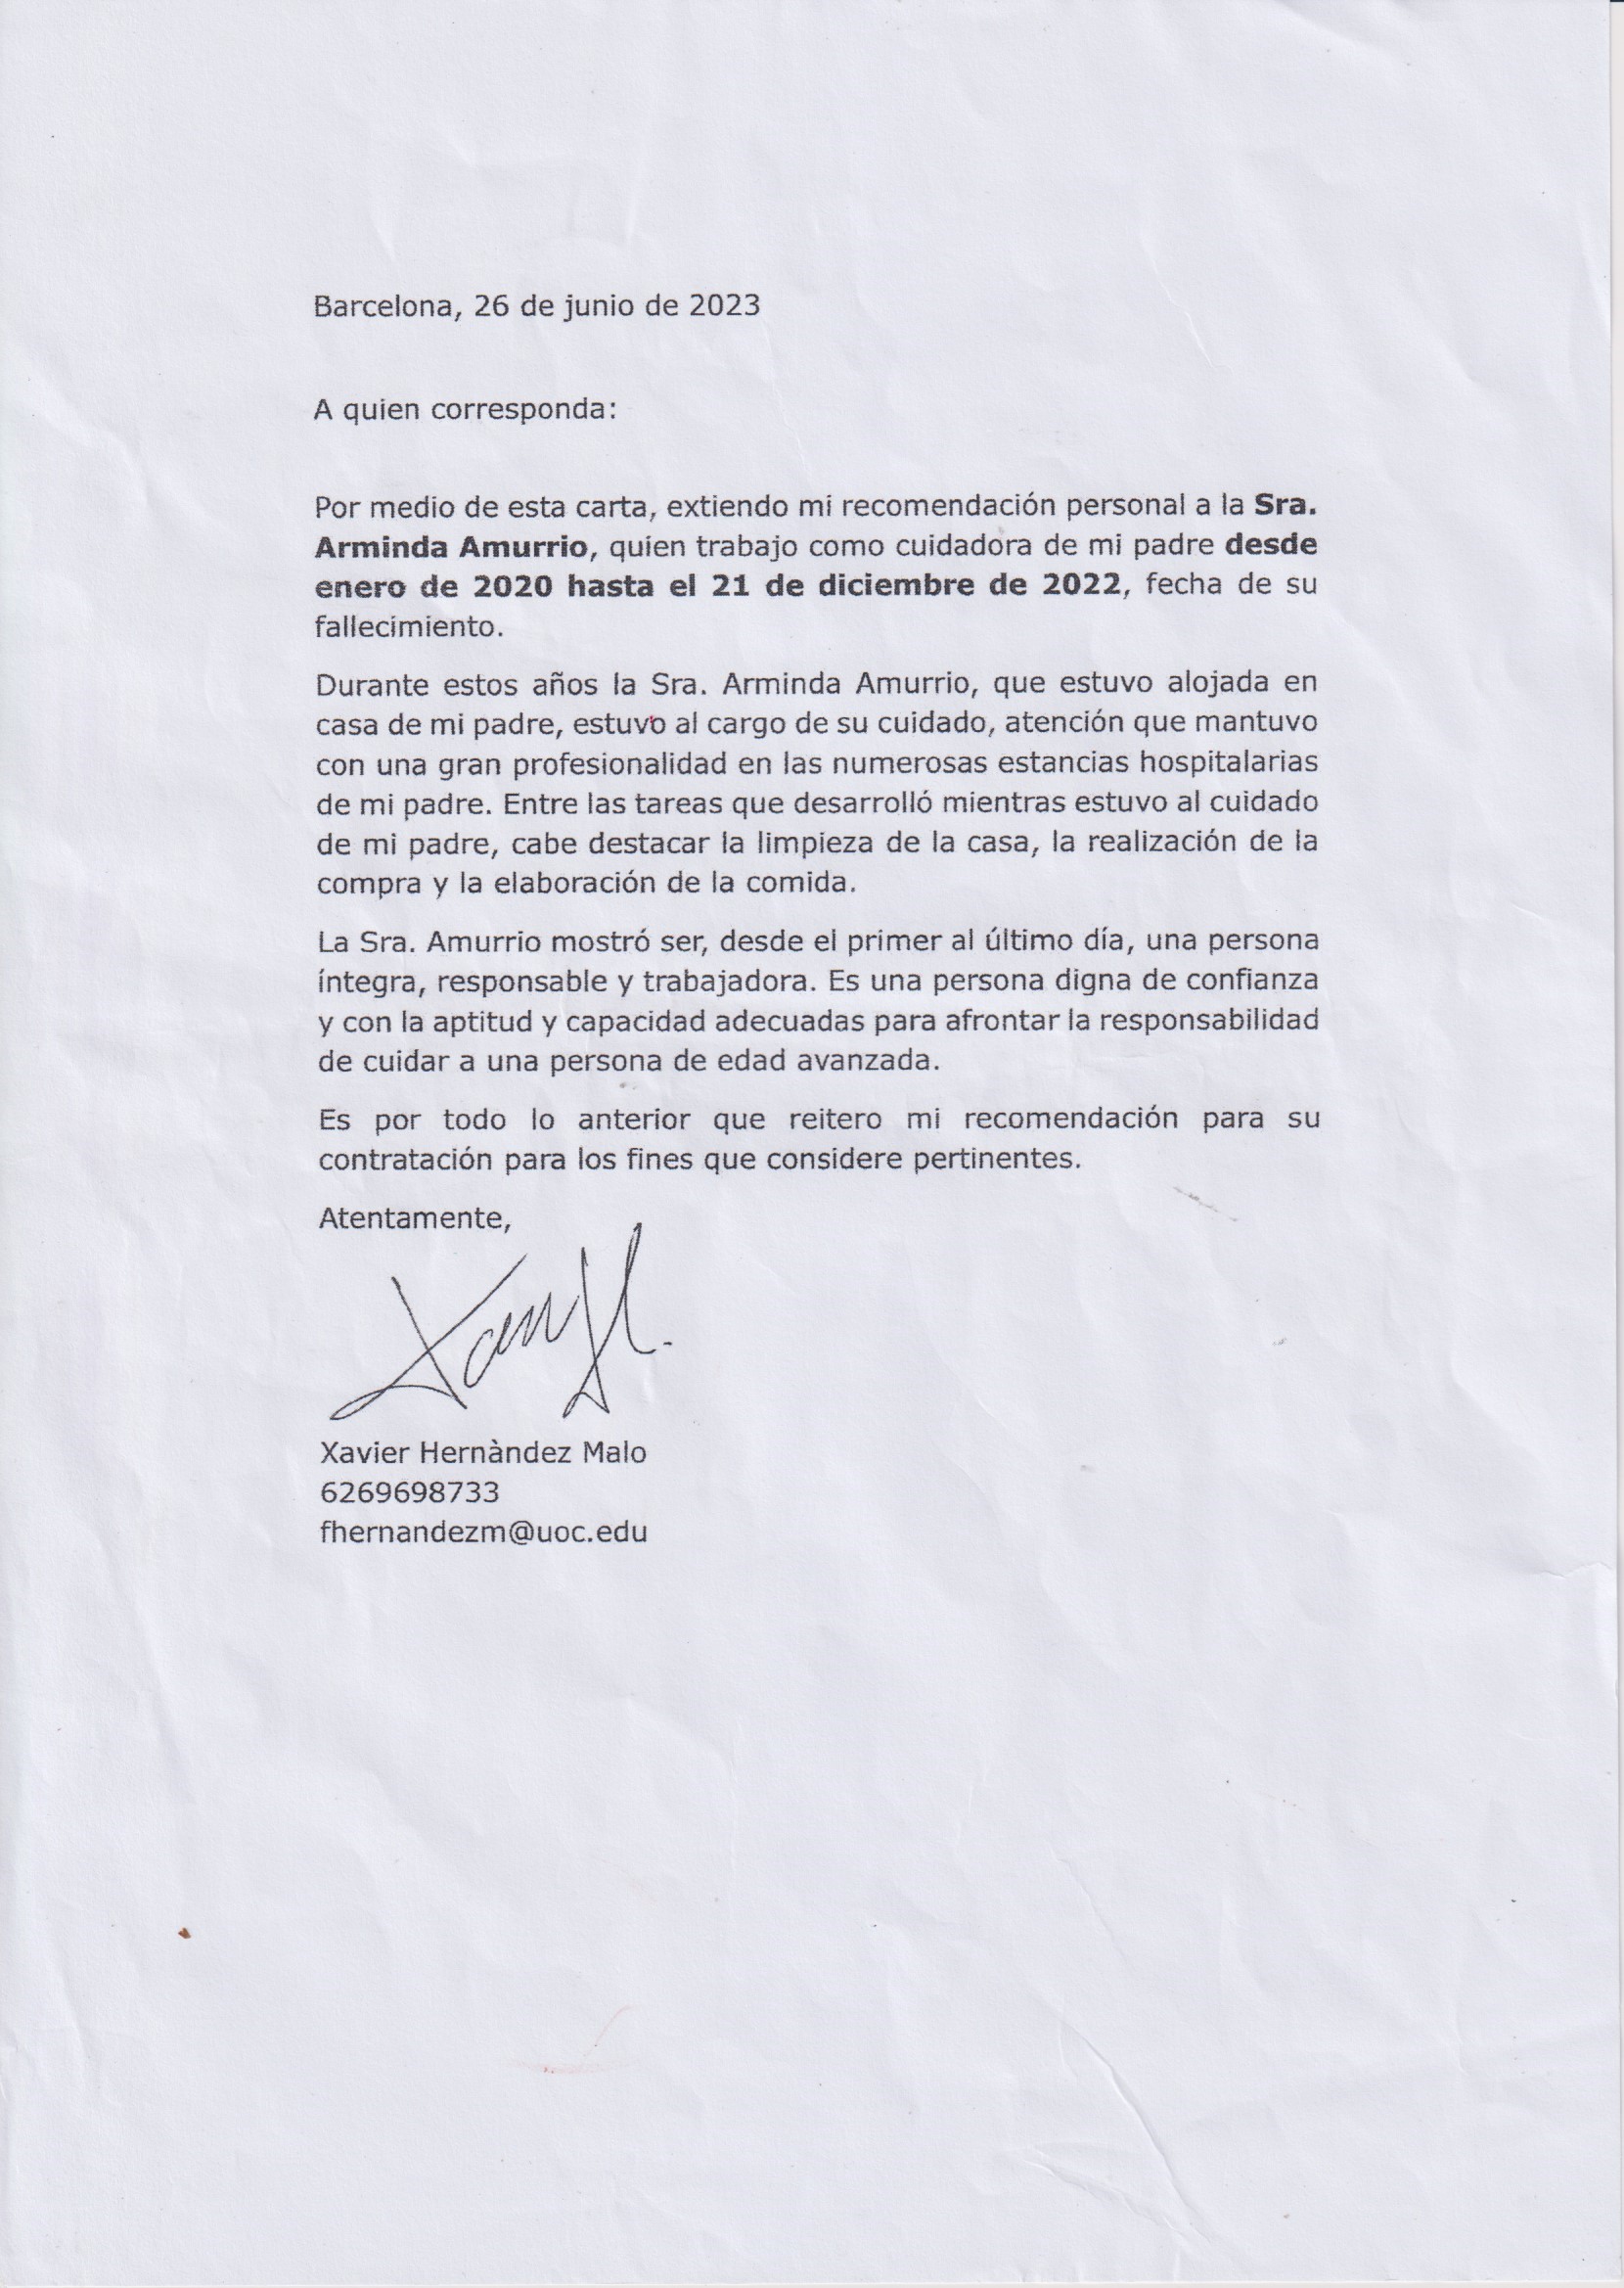 Barcelona, 26 de junio de 2023
A quien corresponda:
Por medio de esta carta, extiendo mi recomendación personal a la Sra.
Arminda Amurrio, quien trabajo como cuidadora de mi padre desde
enero de 2020 hasta el 21 de diciembre de 2022, fecha de su
fallecimiento.
Durante estos años la Sra. Arminda Amurrio, que estuvo alojada en
casa de mi padre, estuvo al cargo de su cuidado, atención que mantuvo
con una gran profesionalidad en las numerosas estancias hospitalarias
de mi padre. Entre las tareas que desarrolló mientras estuvo al cuidado
de mi padre, cabe destacar la limpieza de la casa, la realización de la
compra y la elaboración de la comida.
La Sra. Amurrio mostró ser, desde el primer al último día, una persona
íntegra, responsable y trabajadora. Es una persona digna de confianza
y con la aptitud y capacidad adecuadas para afrontar la responsabilidad
de cuidar a una persona de edad avanzada.
Es por todo lo anterior que reitero mi recomendación para su
contratación para los fines que considere pertinentes.
Atentamente,
Xavier Hernàndez Malo
6269698733
fhernandezm@uoc.edu